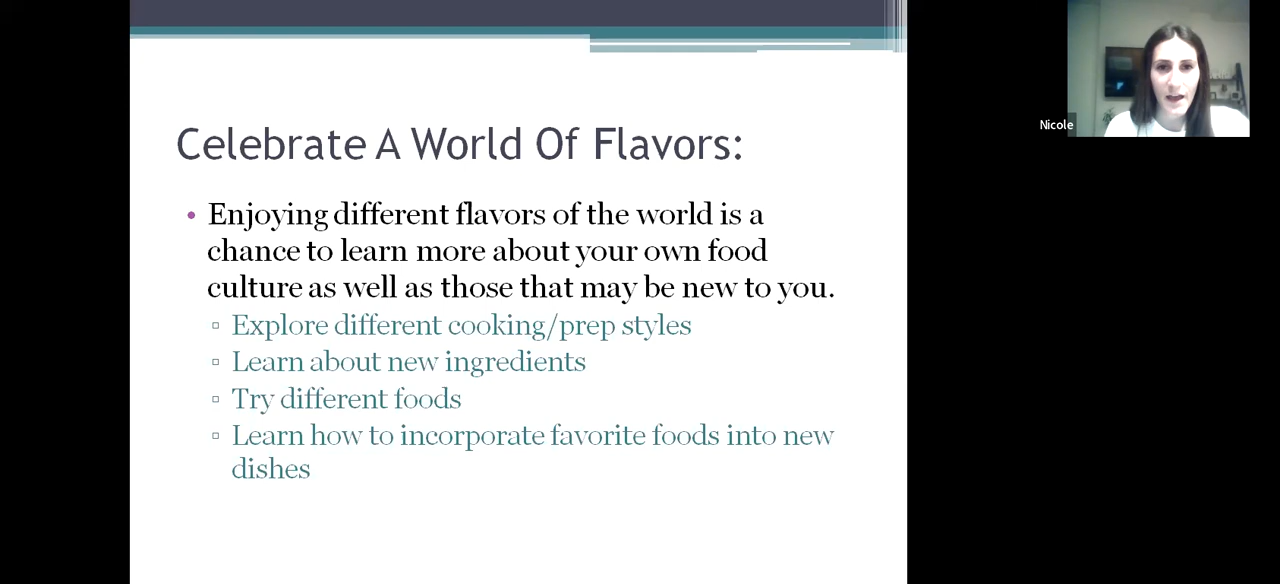 Celebrate A World Of Flavors:
• Enjoying different flavors of the world is a
chance to learn more about your own food
culture as well as those that may be new to you.
▫ Explore different cooking/prep styles
▫ Learn about new ingredients
▫ Try different foods
▫ Learn how to incorporate favorite foods into new
dishes
Nicole